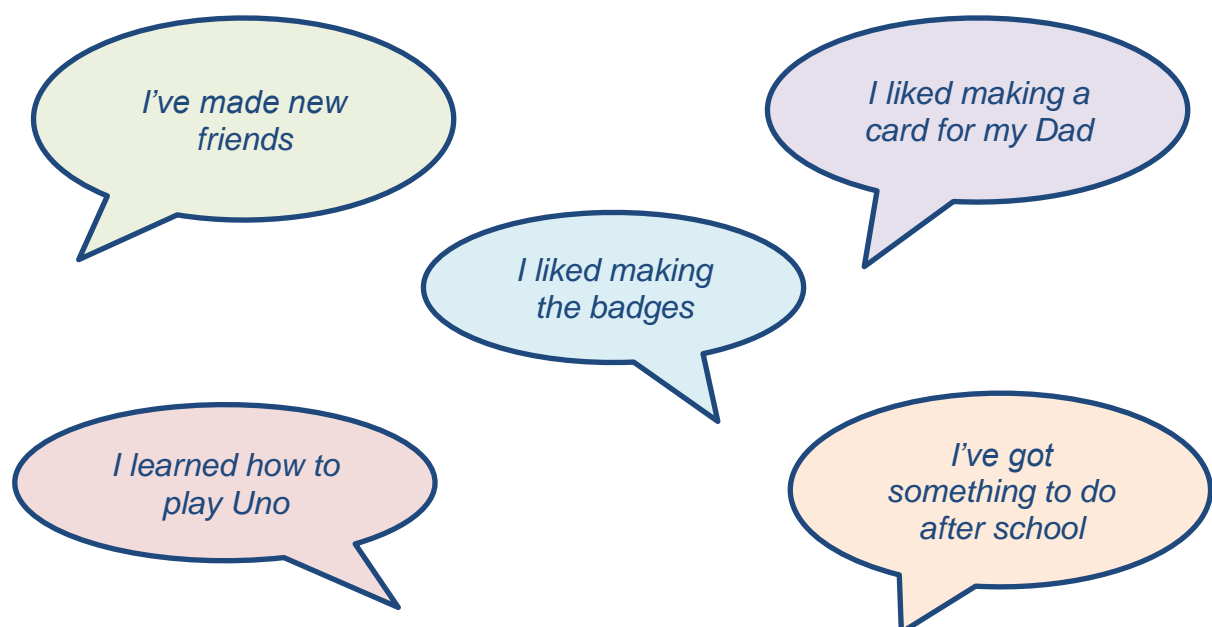 I’ve made new
friends
I liked making a
card for my Dad
I liked making
the badges
I learned how to
play Uno
I’ve got
something to do
after school